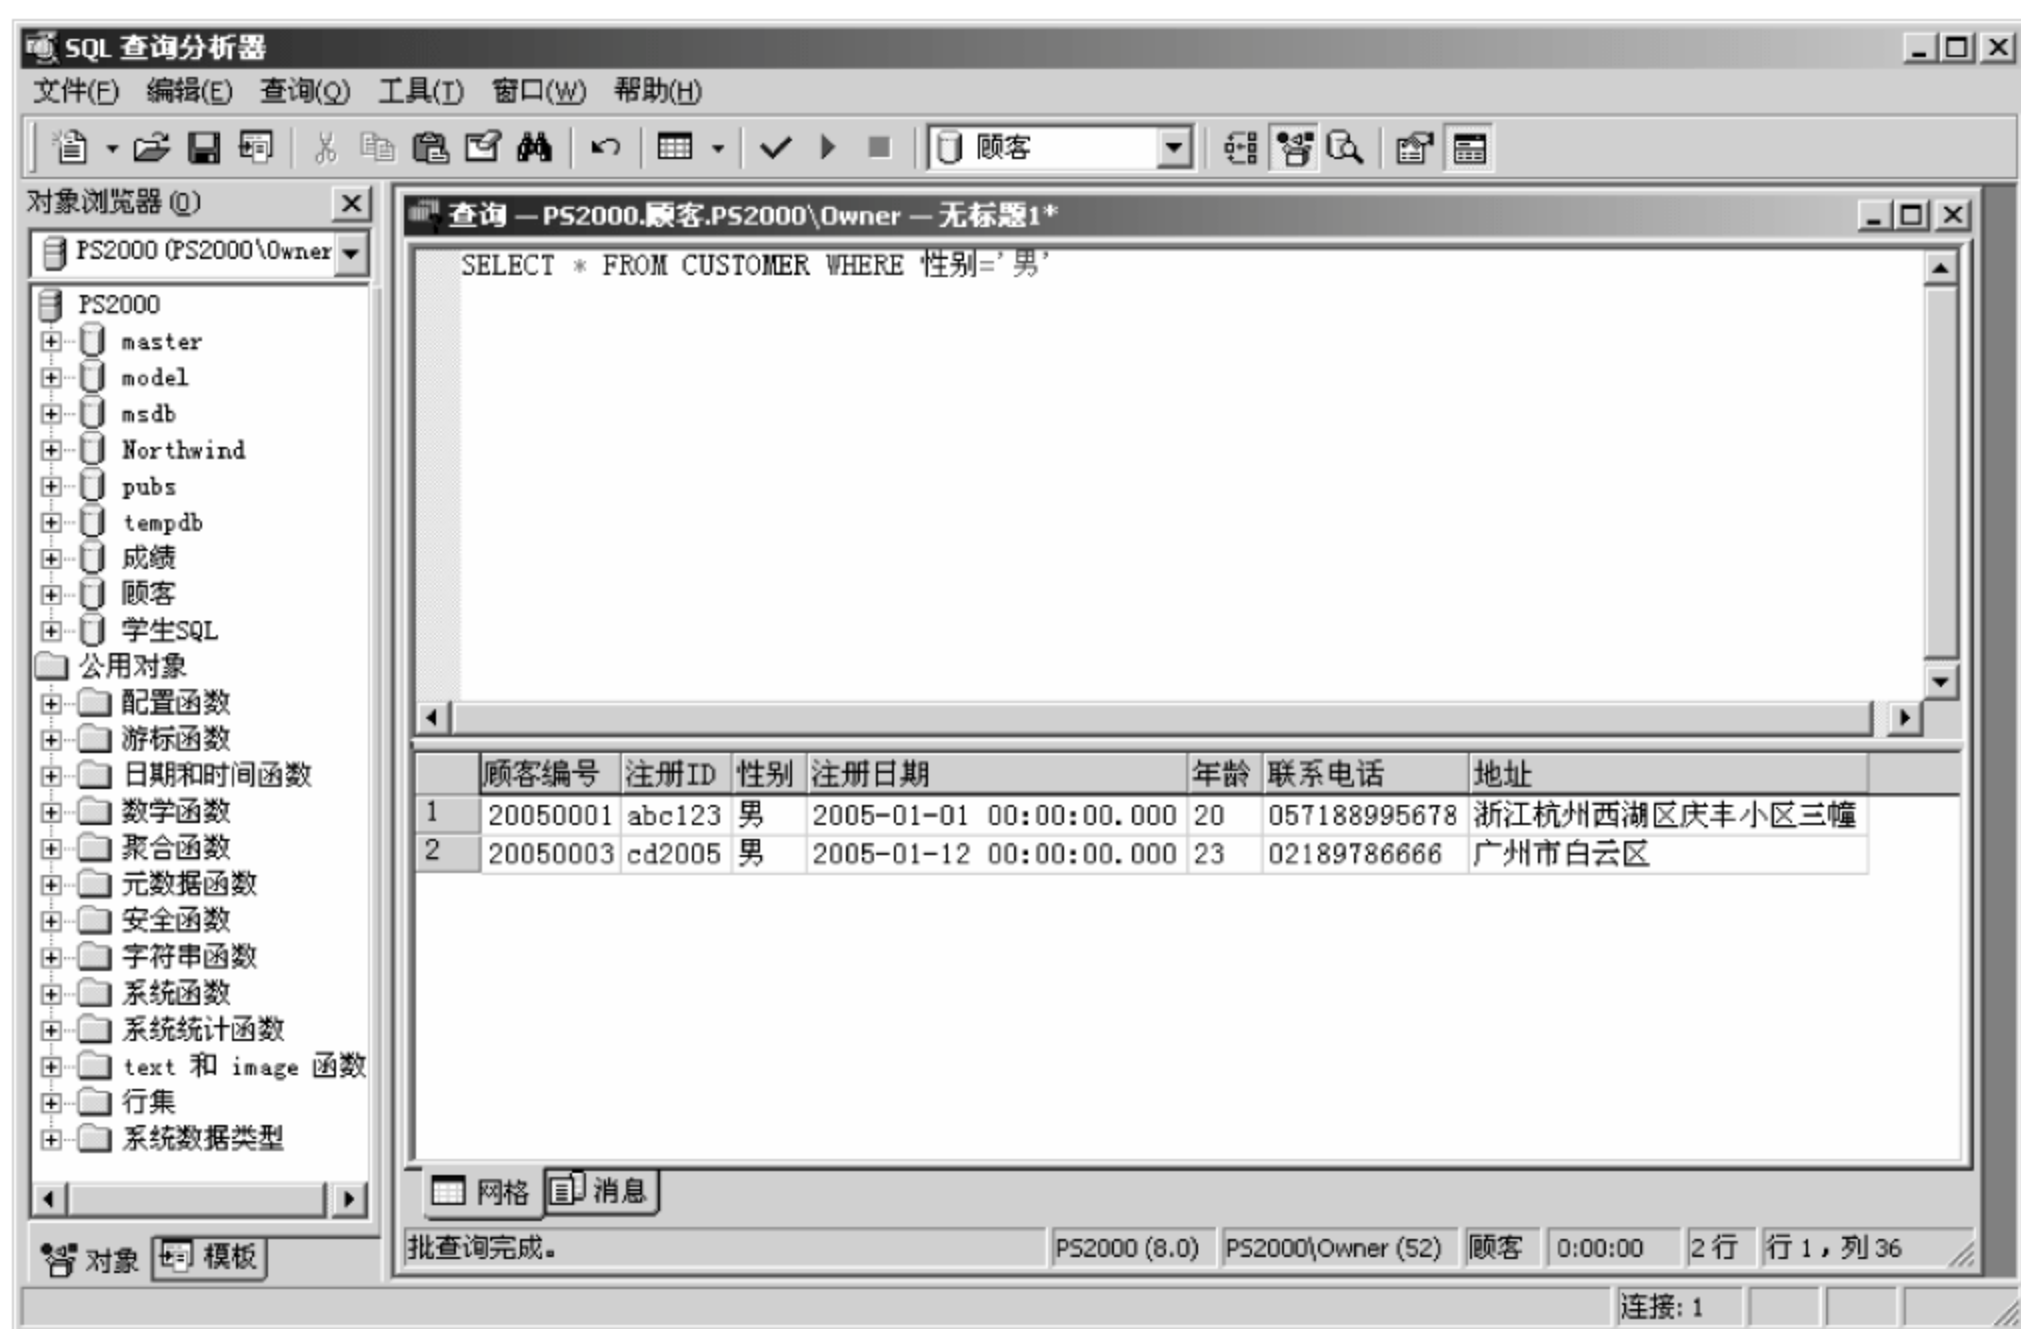 SQL 查询分析器
文件(F) 编辑(E) 查询(Q) 工具(T) 窗口(W) 帮助(H)
顾客
对象浏览器(O)
PS2000 (PS2000\Owner
PS2000
master
model
msdb
Northwind
pubs
tempdb
成绩
顾客
学生SQL
公用对象
配置函数
游标函数
日期和时间函数
数学函数
聚合函数
元数据函数
安全函数
字符串函数
系统函数
系统统计函数
text 和 image 函数
行集
系统数据类型
对象 模板
查询 — PS2000.顾客.PS2000\Owner — 无标题1*
SELECT * FROM CUSTOMER WHERE 性别='男'
顾客编号 注册ID 性别 注册日期 年龄 联系电话 地址
1 20050001 abc123 男 2005-01-01 00:00:00.000 20 057188995678 浙江杭州西湖区庆丰小区三幢
2 20050003 cd2005 男 2005-01-12 00:00:00.000 23 02189786666 广州市白云区
网格 消息
批查询完成。 PS2000 (8.0) PS2000\Owner (52) 顾客 0:00:00 2 行 行 1，列 36
连接: 1